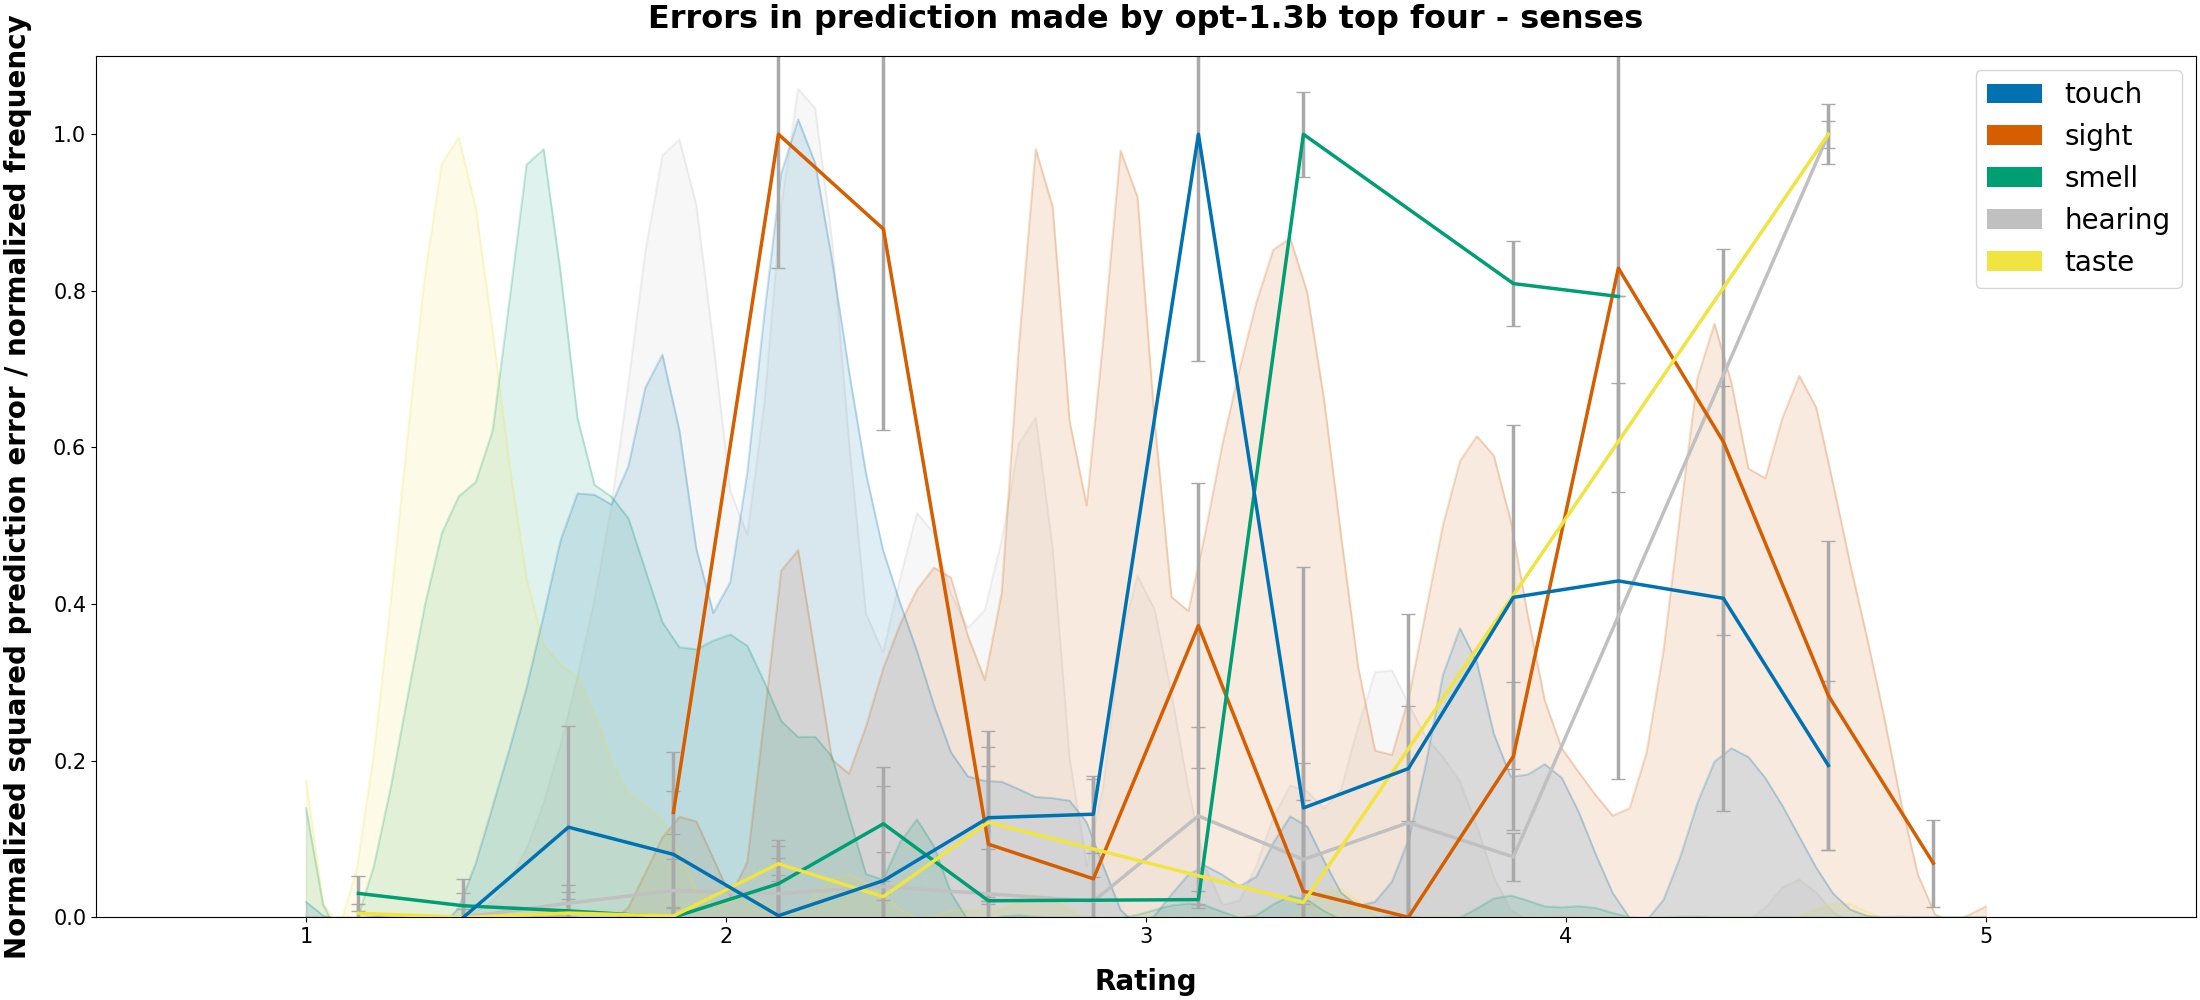 Errors in prediction made by opt-1.3b top four - senses
Normalized squared prediction error / normalized frequency
1.0
0.8
0.6
0.4
0.2
0.0
touch
sight
smell
hearing
taste
1 2 3 4 5
Rating